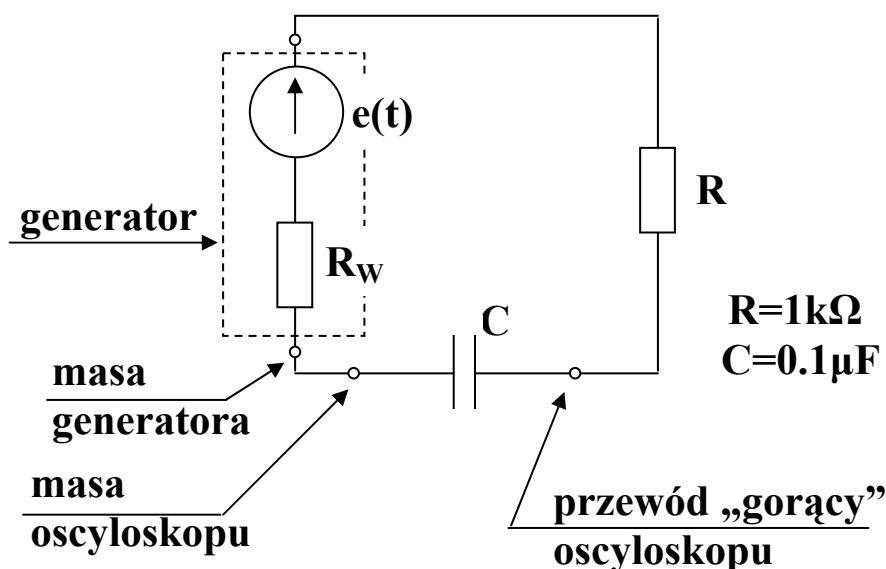 e(t)
generator
R
R_W
C
R=1kΩ
C=0.1μF
masa
generatora
masa
oscyloskopu
przewód „gorący”
oscyloskopu